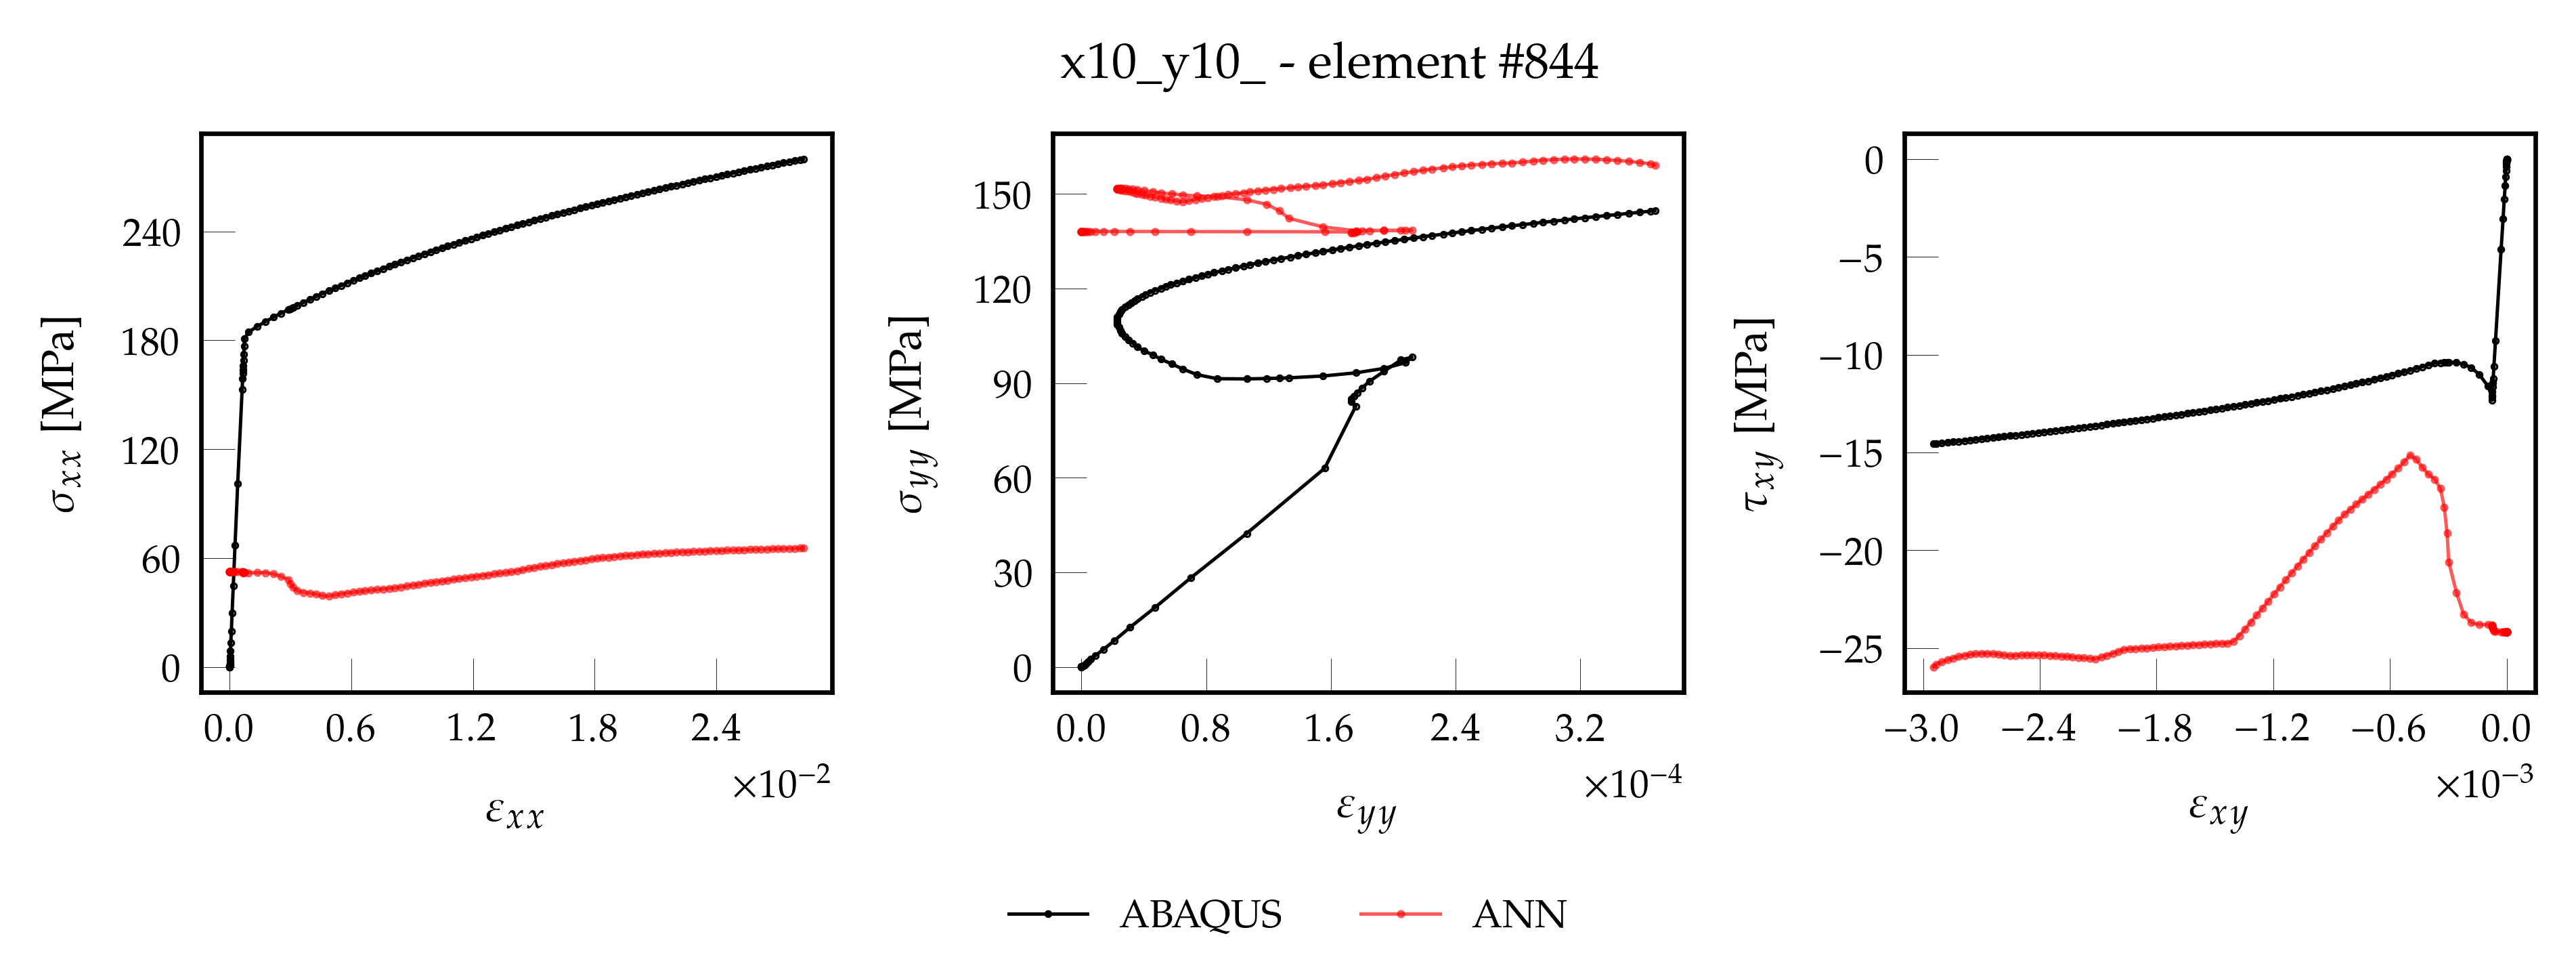 x10_y10_ - element #844
σxx [MPa]
240
180
120
60
0
0.0 0.6 1.2 1.8 2.4
×10⁻²
εxx
σyy [MPa]
150
120
90
60
30
0
0.0 0.8 1.6 2.4 3.2
×10⁻⁴
εyy
τxy [MPa]
0
−5
−10
−15
−20
−25
−3.0 −2.4 −1.8 −1.2 −0.6 0.0
×10⁻³
εxy
ABAQUS ANN